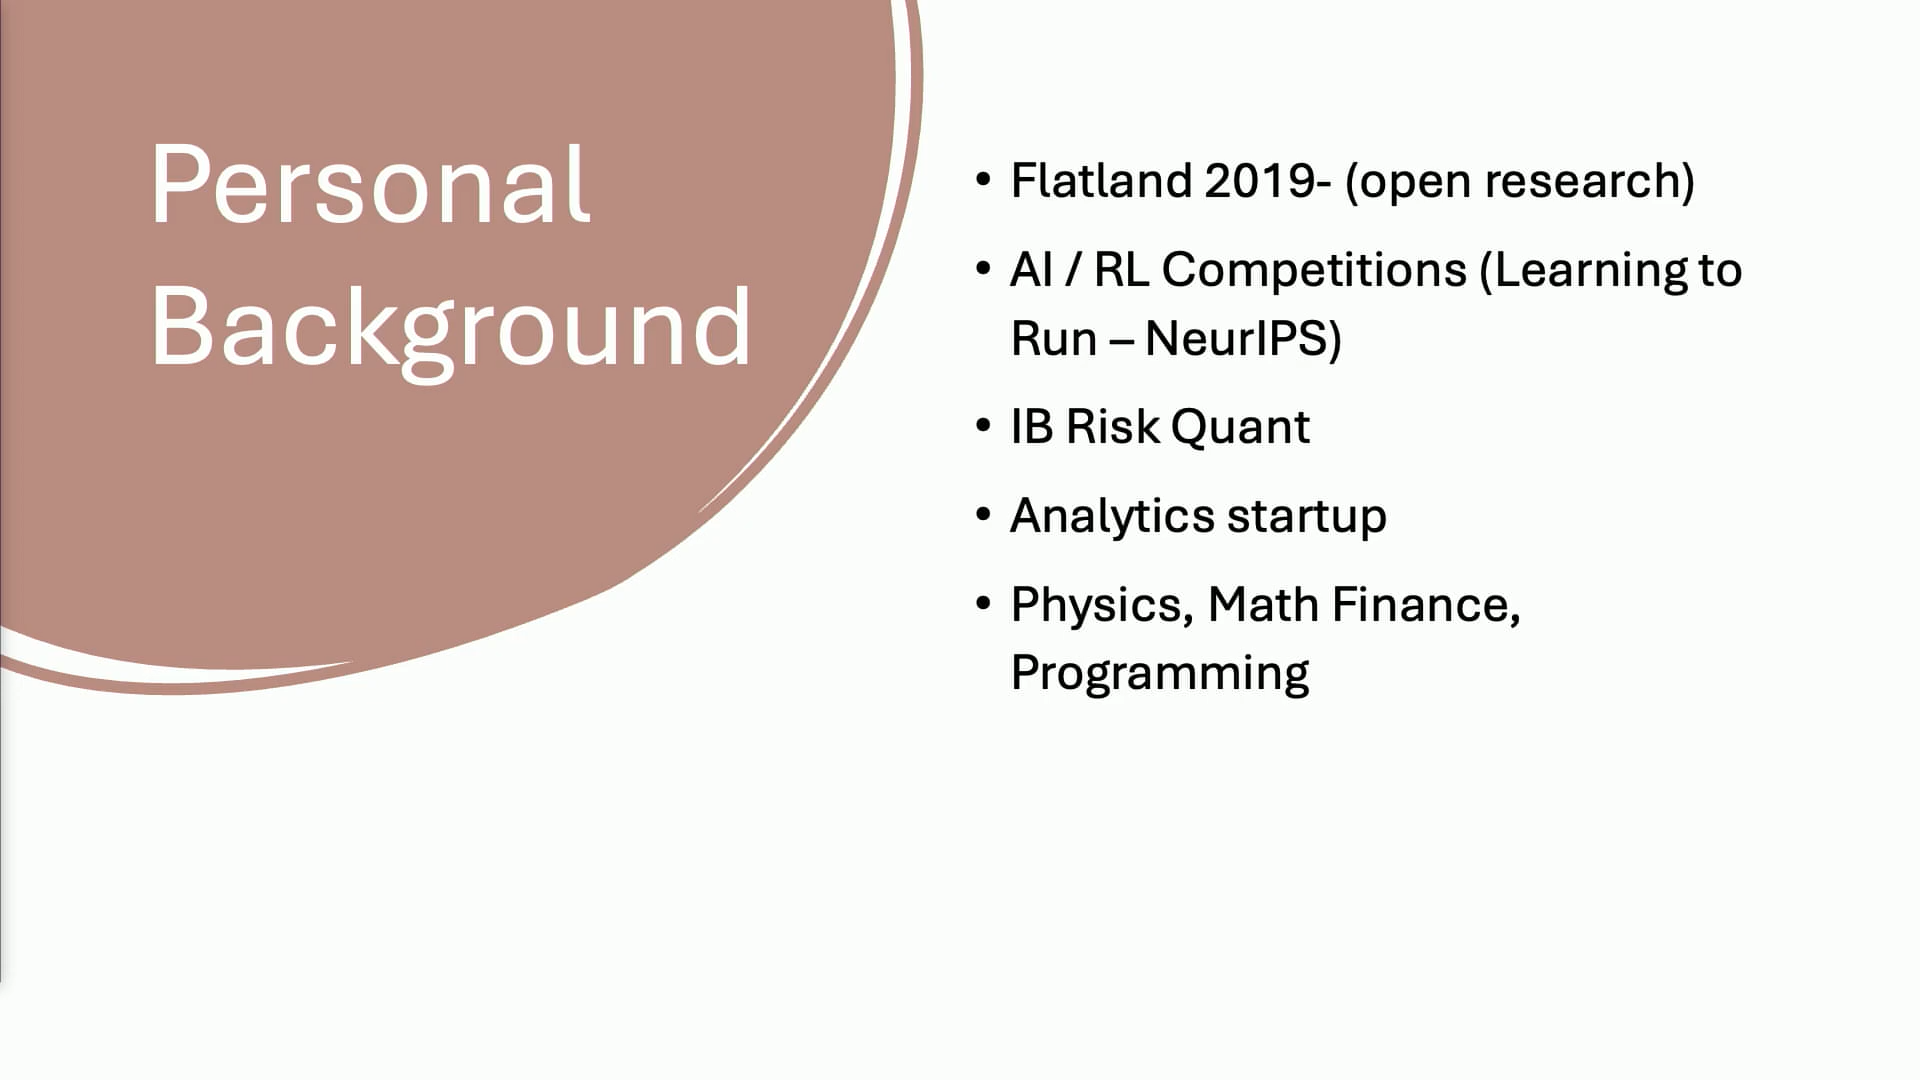 Personal
Background
• Flatland 2019- (open research)
• AI / RL Competitions (Learning to
Run – NeurIPS)
• IB Risk Quant
• Analytics startup
• Physics, Math Finance,
Programming